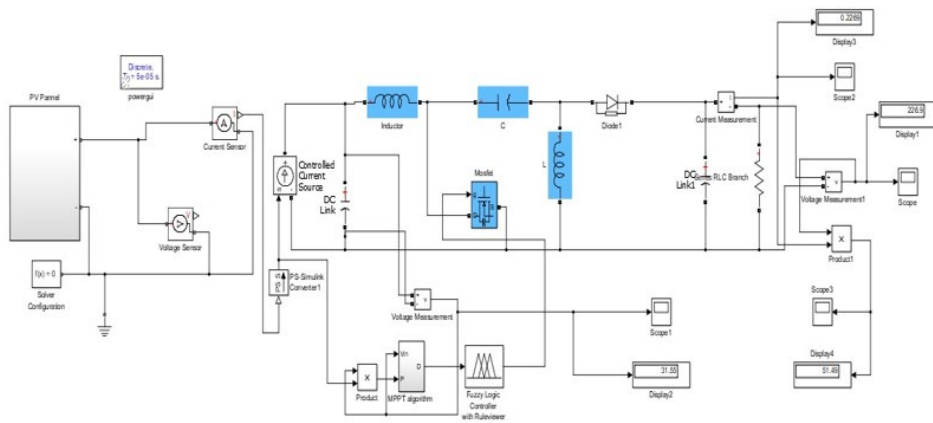 0.2269
Display3
Discrete,
powergui
PV Pannel
Scope2
226.9
Display1
Inductor
C
Diode1
Current Measurement
A
Current Sensor
L
Mosfet
Controlled
Current
Source
DC
Link
DC
Link1
Series RLC Branch
Voltage Measurement1
Scope
V
Voltage Sensor
f(x) = 0
Solver
Configuration
PS S
PS-Simulink
Converter1
X
Product1
v
Voltage Measurement
Scope1
Scope3
Display4
51.49
31.55
Display2
X
Product
Vin
P
D
MPPT algorithm
Fuzzy Logic
Controller
with Ruleviewer